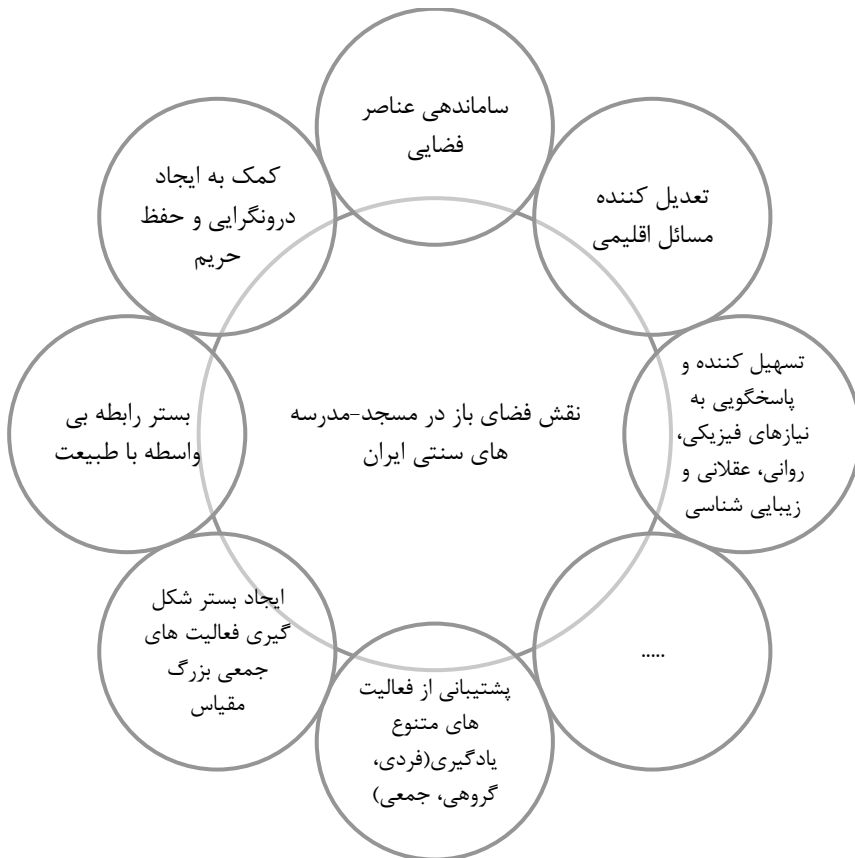 ساماندهی عناصر
فضایی
تعدیل کننده
مسائل اقلیمی
تسهیل کننده و
پاسخگویی به
نیازهای فیزیکی،
روانی، عقلانی و
زیبایی شناسی
.....
پشتیبانی از فعالیت
های متنوع
یادگیری(فردی،
گروهی، جمعی)
ایجاد بستر شکل
گیری فعالیت های
جمعی بزرگ
مقیاس
بستر رابطه بی
واسطه با طبیعت
کمک به ایجاد
درونگرایی و حفظ
حریم
نقش فضای باز در مسجد-مدرسه
های سنتی ایران